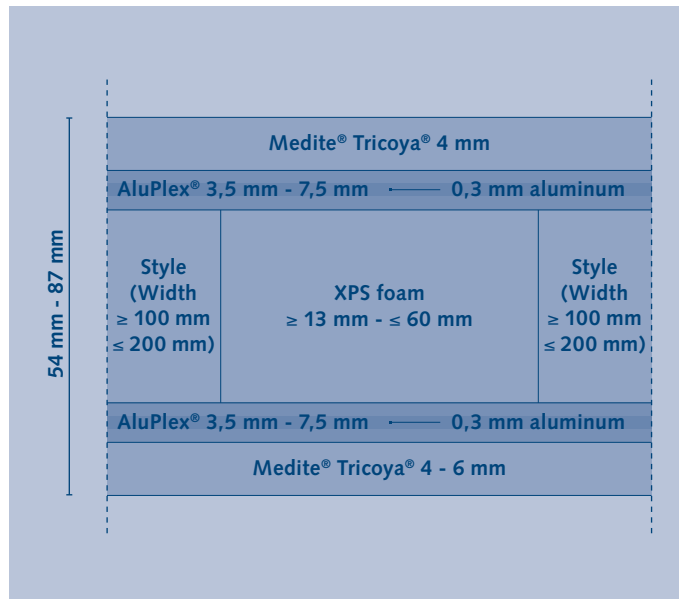 Medite® Tricoya® 4 mm
AluPlex® 3,5 mm - 7,5 mm
0,3 mm aluminum
54 mm - 87 mm
Style
(Width
≥ 100 mm
≤ 200 mm)
XPS foam
≥ 13 mm - ≤ 60 mm
Style
(Width
≥ 100 mm
≤ 200 mm)
AluPlex® 3,5 mm - 7,5 mm
0,3 mm aluminum
Medite® Tricoya® 4 - 6 mm